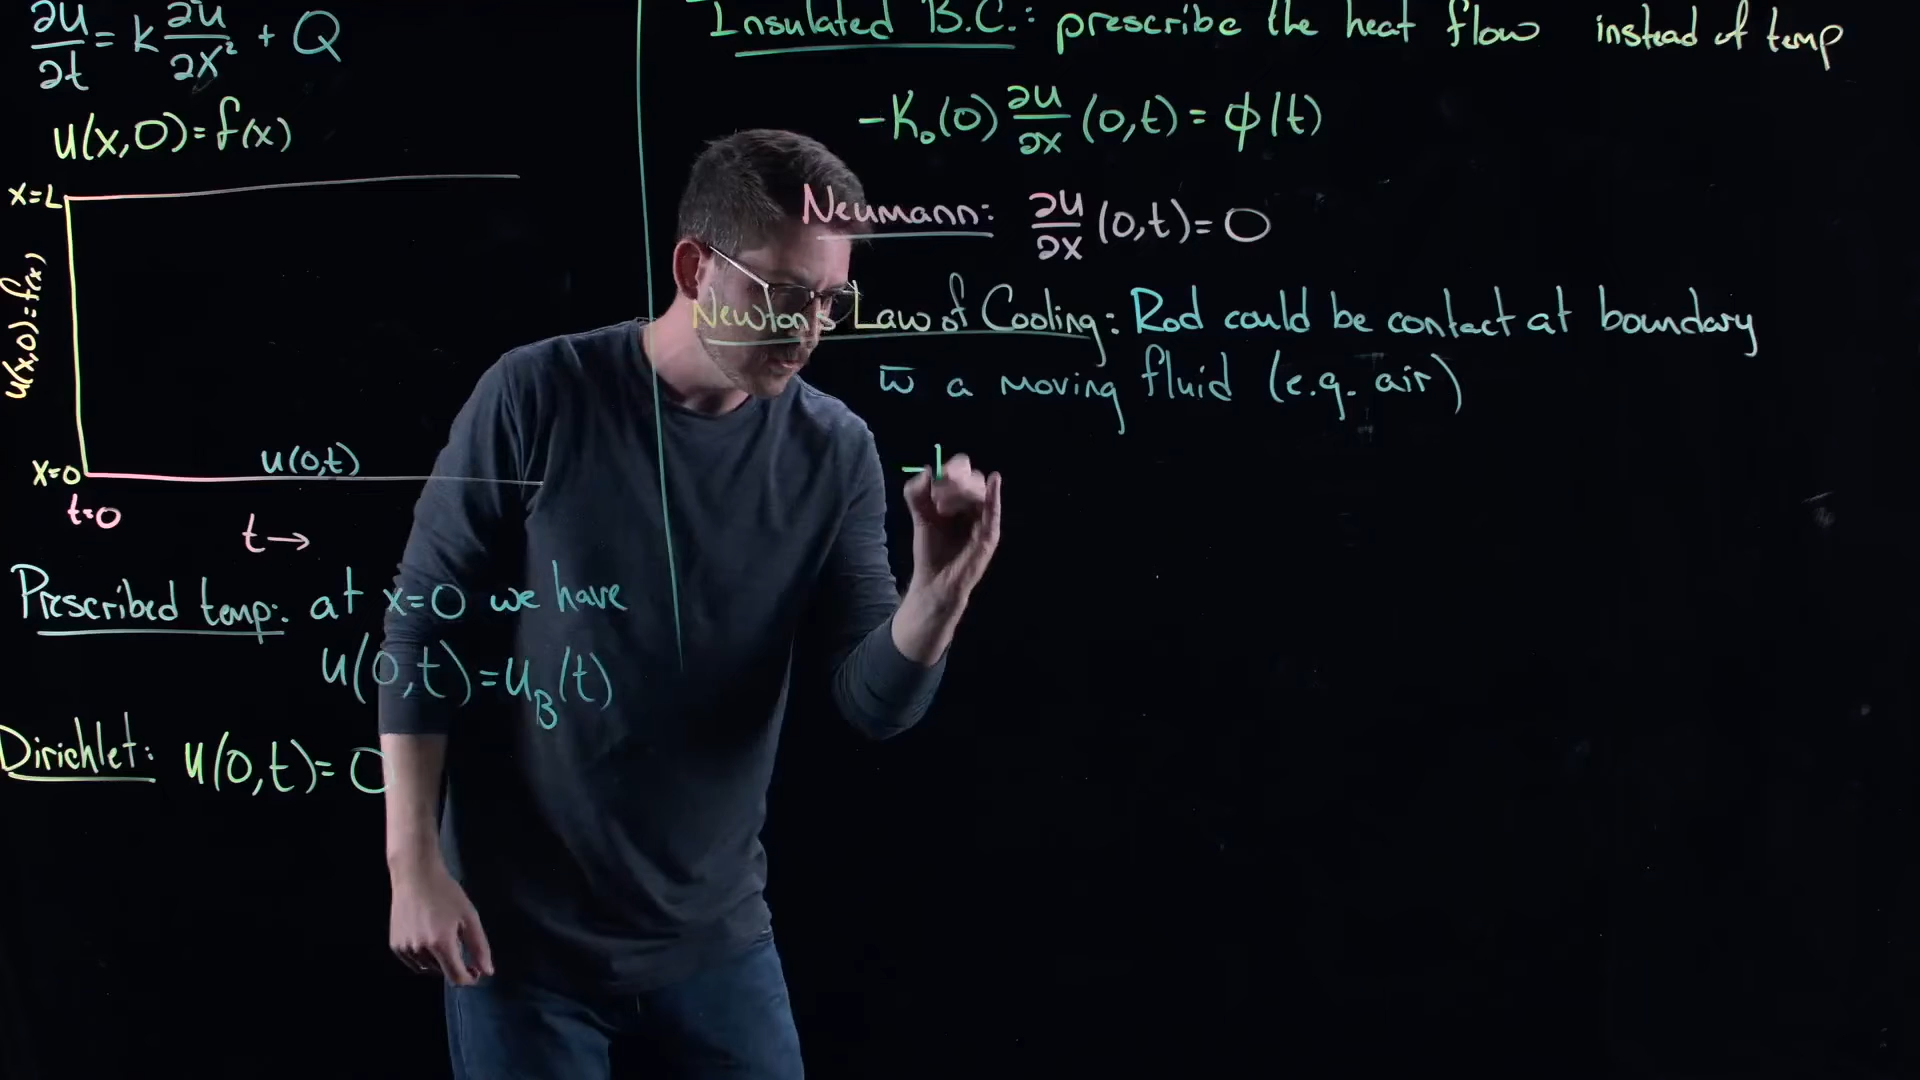 ∂u/∂t = k ∂²u/∂x² + Q
u(x,0)=f(x)
x=L
u(x,0)=f(x)
x=0
u(0,t)
t=0
t→
Prescribed temp: at x=0 we have
u(0,t)=u_B(t)
Dirichlet: u(0,t)=0
Insulated B.C.: prescribe the heat flow instead of temp
-K₀(0) ∂u/∂x (0,t) = φ(t)
Neumann: ∂u/∂x (0,t)=0
Newton's Law of Cooling: Rod could be contact at boundary
w̄ a moving fluid (e.g. air)
-